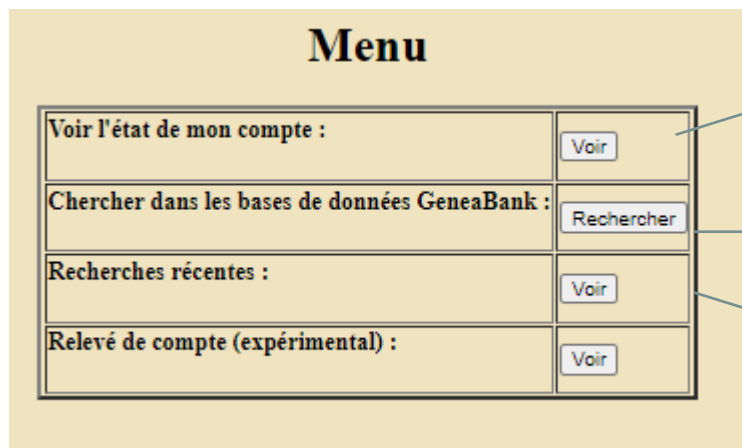 Menu
Voir l'état de mon compte :
Voir
Chercher dans les bases de données GeneaBank :
Rechercher
Recherches récentes :
Voir
Relevé de compte (expérimental) :
Voir